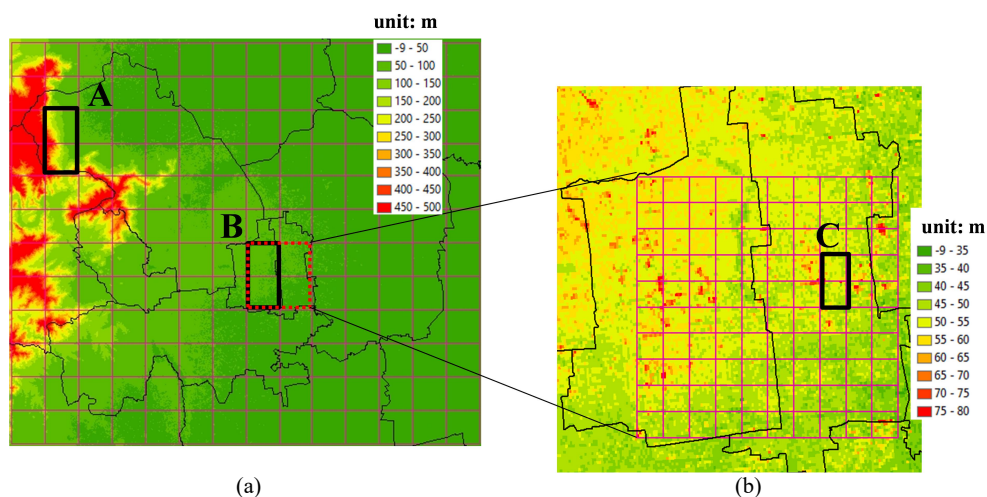 unit: m
-9 - 50
50 - 100
100 - 150
150 - 200
200 - 250
250 - 300
300 - 350
350 - 400
400 - 450
450 - 500
A
B
(a)
C
unit: m
-9 - 35
35 - 40
40 - 45
45 - 50
50 - 55
55 - 60
60 - 65
65 - 70
70 - 75
75 - 80
(b)